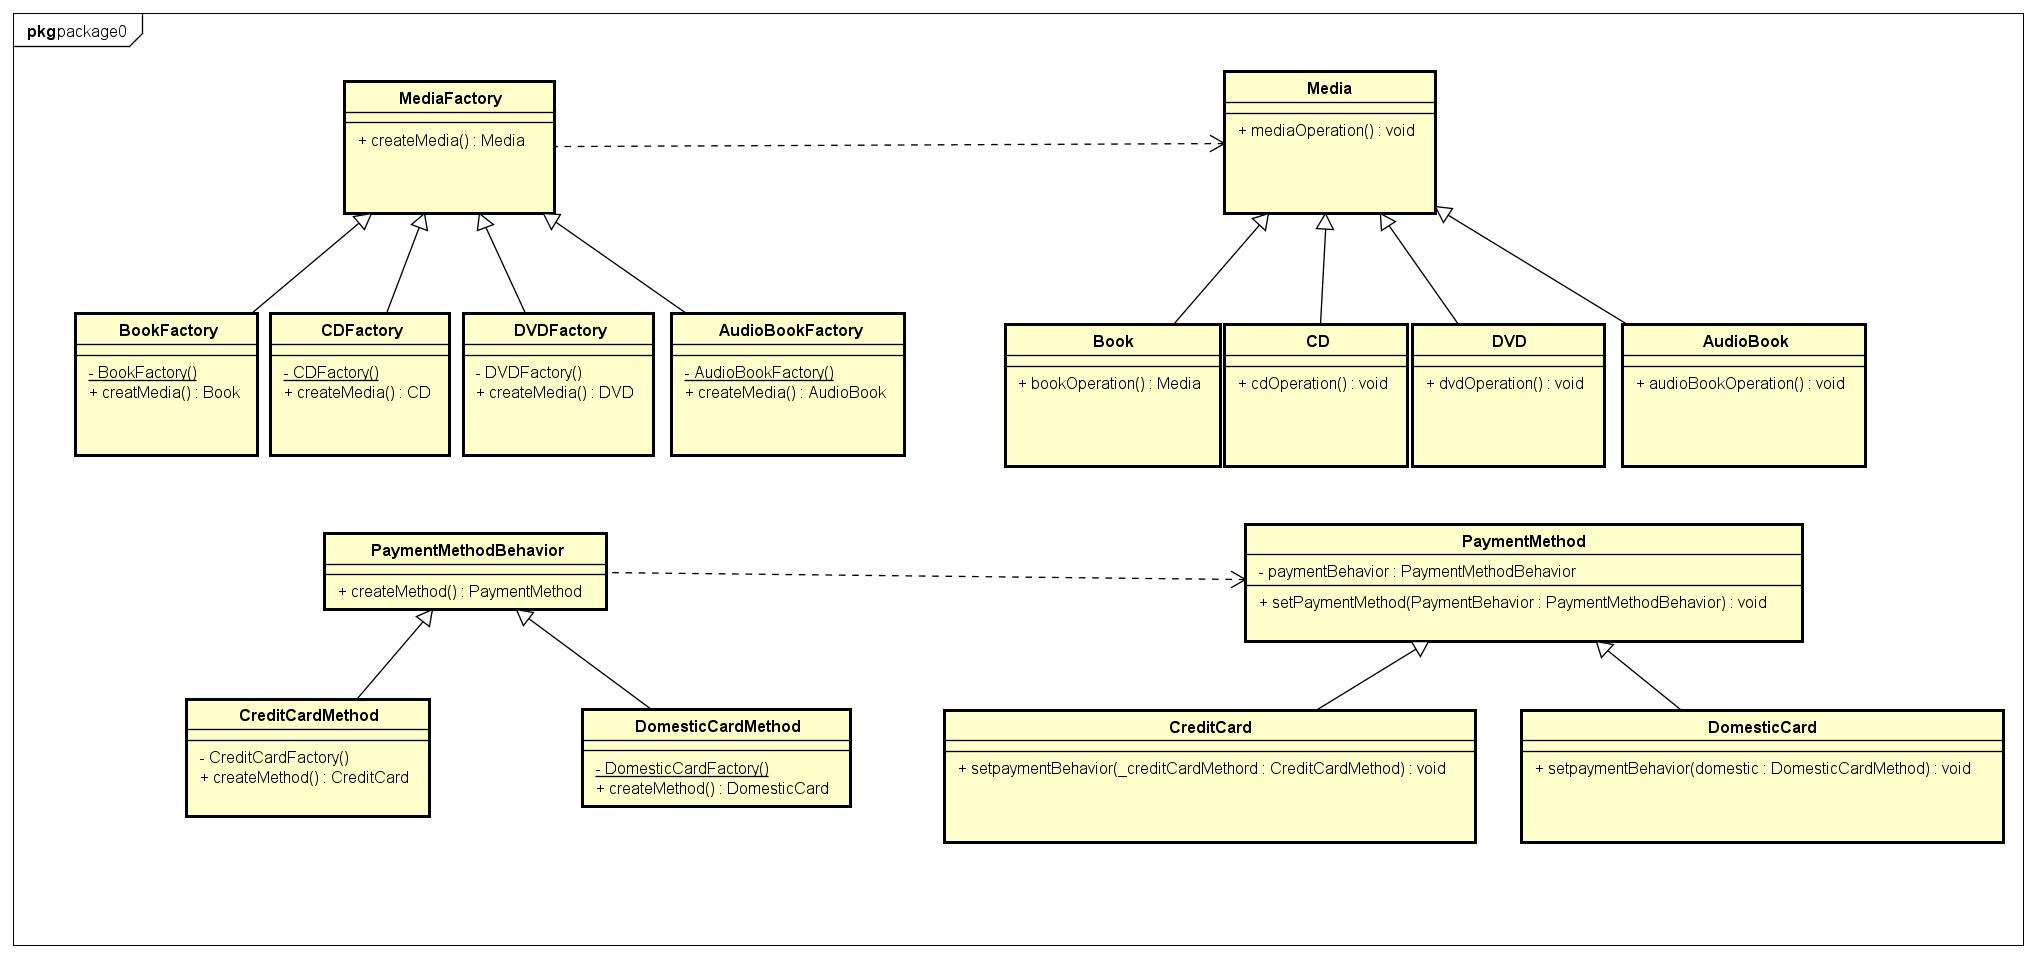 pkg package0
MediaFactory
+ createMedia() : Media
Media
+ mediaOperation() : void
BookFactory
- BookFactory()
+ creatMedia() : Book
CDFactory
- CDFactory()
+ createMedia() : CD
DVDFactory
- DVDFactory()
+ createMedia() : DVD
AudioBookFactory
- AudioBookFactory()
+ createMedia() : AudioBook
Book
+ bookOperation() : Media
CD
+ cdOperation() : void
DVD
+ dvdOperation() : void
AudioBook
+ audioBookOperation() : void
PaymentMethodBehavior
+ createMethod() : PaymentMethod
PaymentMethod
- paymentBehavior : PaymentMethodBehavior
+ setPaymentMethod(PaymentBehavior : PaymentMethodBehavior) : void
CreditCardMethod
- CreditCardFactory()
+ createMethod() : CreditCard
DomesticCardMethod
- DomesticCardFactory()
+ createMethod() : DomesticCard
CreditCard
+ setpaymentBehavior(_creditCardMethord : CreditCardMethod) : void
DomesticCard
+ setpaymentBehavior(domestic : DomesticCardMethod) : void